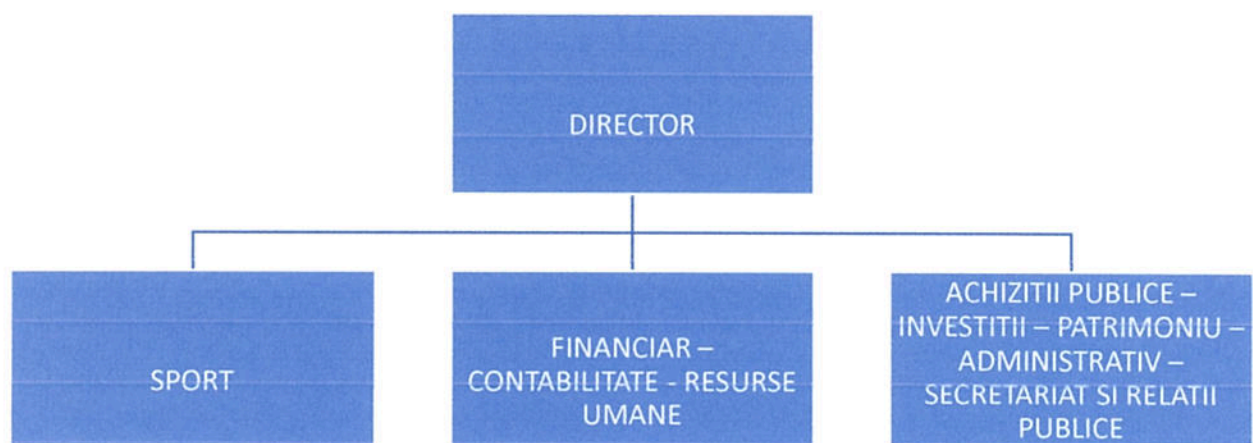 DIRECTOR
SPORT
FINANCIAR –
CONTABILITATE - RESURSE
UMANE
ACHIZITII PUBLICE –
INVESTITII – PATRIMONIU –
ADMINISTRATIV –
SECRETARIAT SI RELATII
PUBLICE